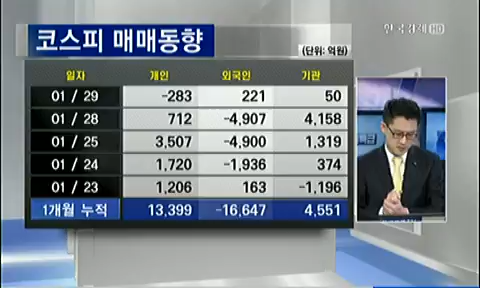 코스피 매매동향
한국경제 HD
(단위: 억원)
일자 개인 외국인 기관
01 / 29 -283 221 50
01 / 28 712 -4,907 4,158
01 / 25 3,507 -4,900 1,319
01 / 24 1,720 -1,936 374
01 / 23 1,206 163 -1,196
1개월 누적 13,399 -16,647 4,551